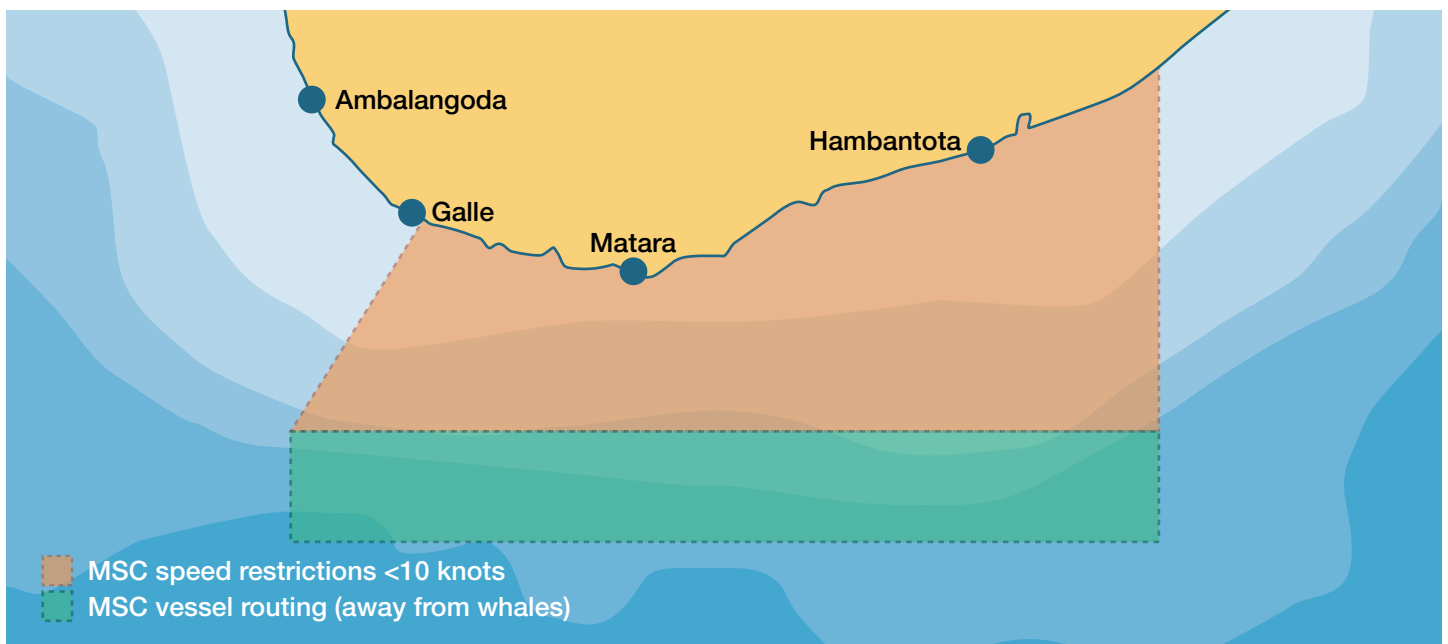 Ambalangoda
Hambantota
Galle
Matara
MSC speed restrictions <10 knots
MSC vessel routing (away from whales)